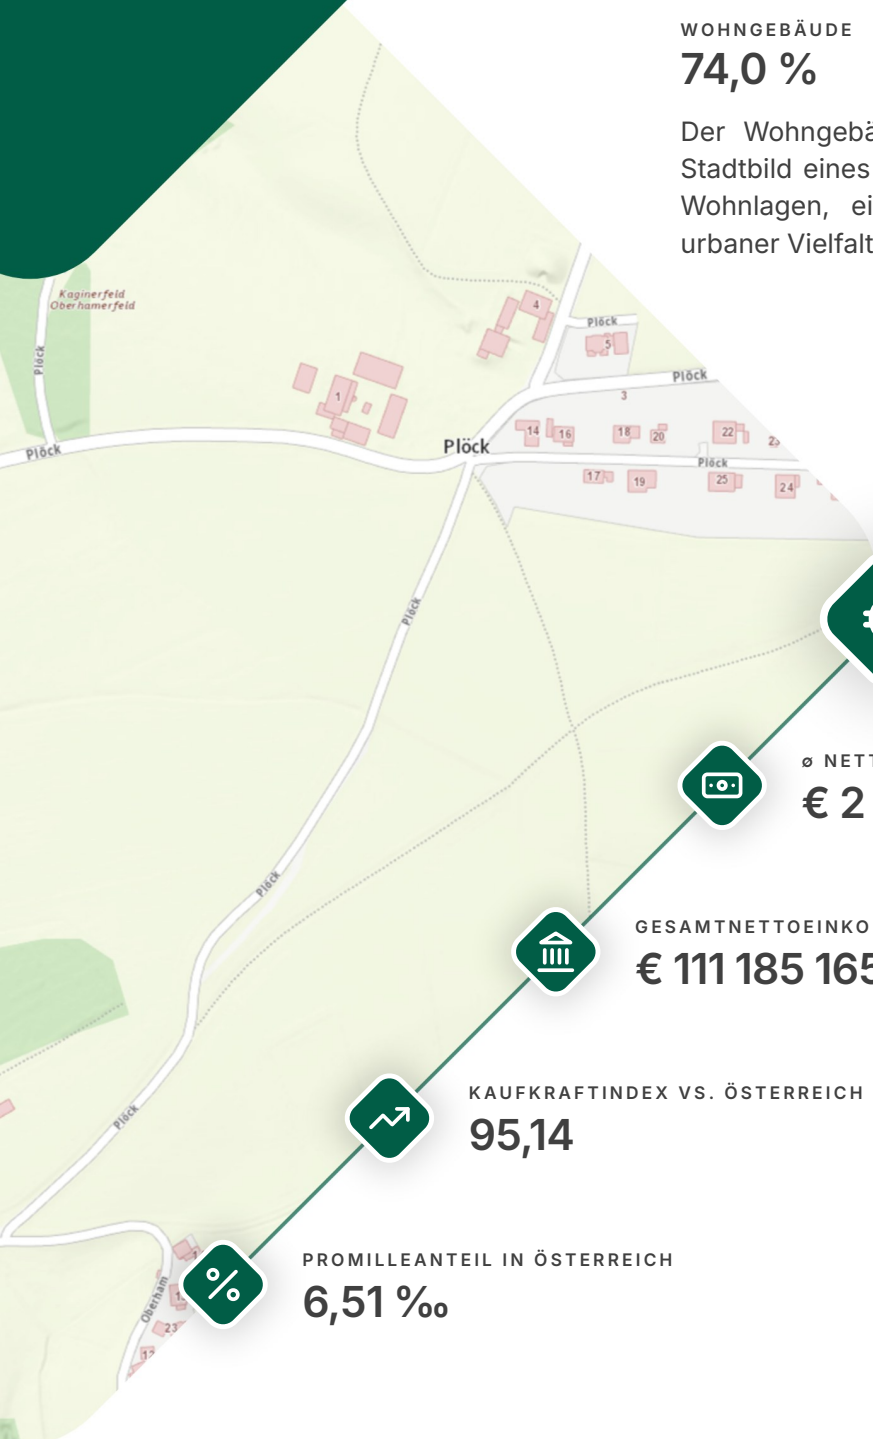 WOHNGEBÄUDE
74,0 %
Der Wohngebä
Stadtbild eines
Wohnlagen, ei
urbaner Vielfalt
Kaginerfeld
Oberhamerfeld
Plöck
4
Plöck
5
Plöck
3
1
14
16
18
20
22
Plöck
Plöck
Plöck
17
19
25
24
Plöck
ø NETT
€ 2
Plöck
GESAMTNETTOEINKO
€ 111 185 165
KAUFKRAFTINDEX VS. ÖSTERREICH
95,14
Plöck
PROMILLEANTEIL IN ÖSTERREICH
6,51 ‰
Oberham
23